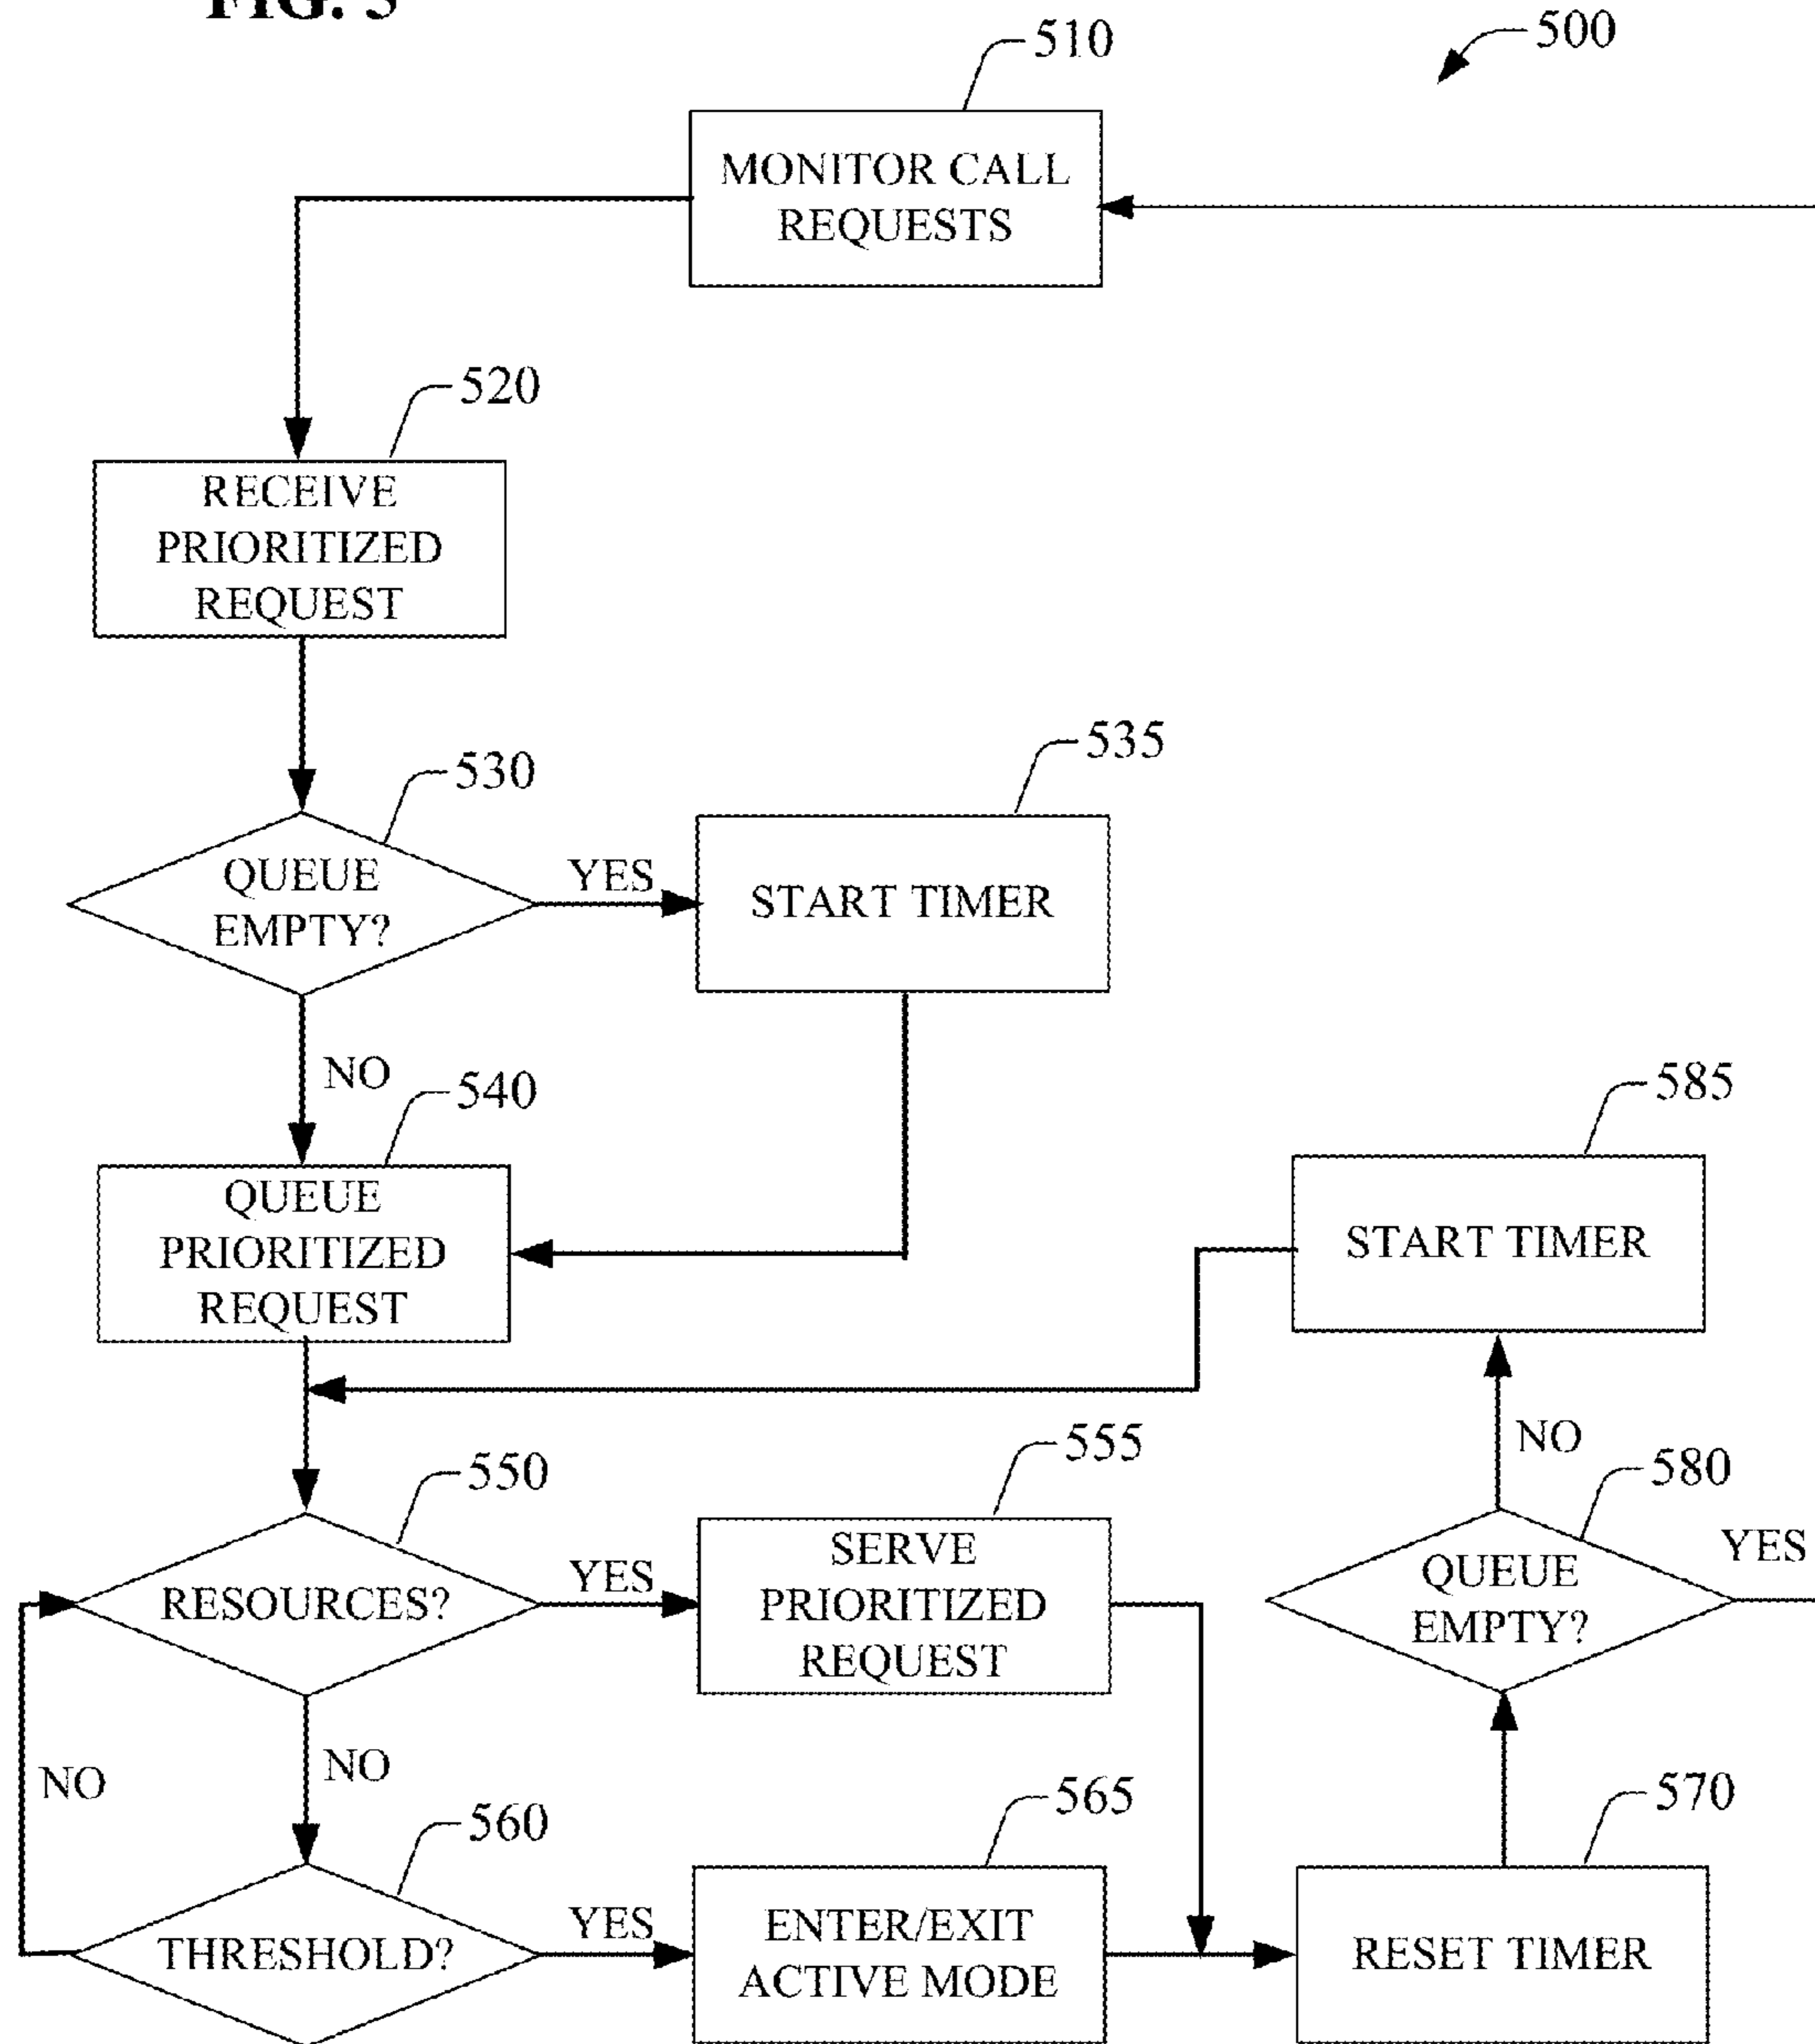 FIG. 5
500
510
MONITOR CALL
REQUESTS
520
RECEIVE
PRIORITIZED
REQUEST
530
QUEUE
EMPTY?
YES
535
START TIMER
NO
540
QUEUE
PRIORITIZED
REQUEST
585
START TIMER
550
RESOURCES?
YES
555
SERVE
PRIORITIZED
REQUEST
NO
580
QUEUE
EMPTY?
YES
NO
NO
560
THRESHOLD?
YES
565
ENTER/EXIT
ACTIVE MODE
570
RESET TIMER